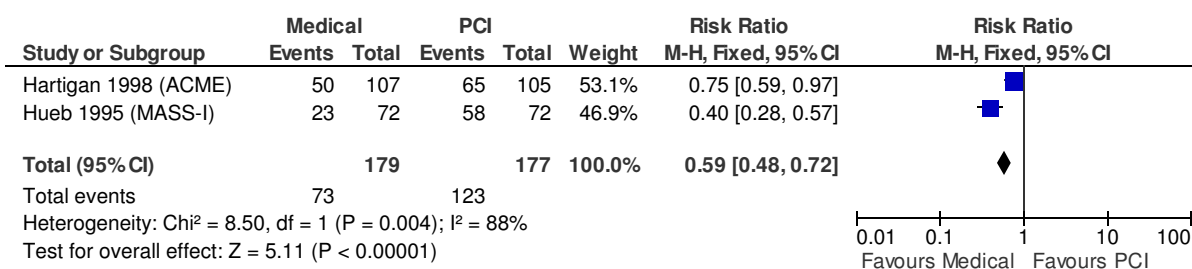 Medical PCI Risk Ratio Risk Ratio
Study or Subgroup Events Total Events Total Weight M-H, Fixed, 95% CI M-H, Fixed, 95% CI
Hartigan 1998 (ACME) 50 107 65 105 53.1% 0.75 [0.59, 0.97]
Hueb 1995 (MASS-I) 23 72 58 72 46.9% 0.40 [0.28, 0.57]
Total (95% CI) 179 177 100.0% 0.59 [0.48, 0.72]
Total events 73 123
Heterogeneity: Chi² = 8.50, df = 1 (P = 0.004); I² = 88%
Test for overall effect: Z = 5.11 (P < 0.00001)
0.01 0.1 1 10 100
Favours Medical Favours PCI